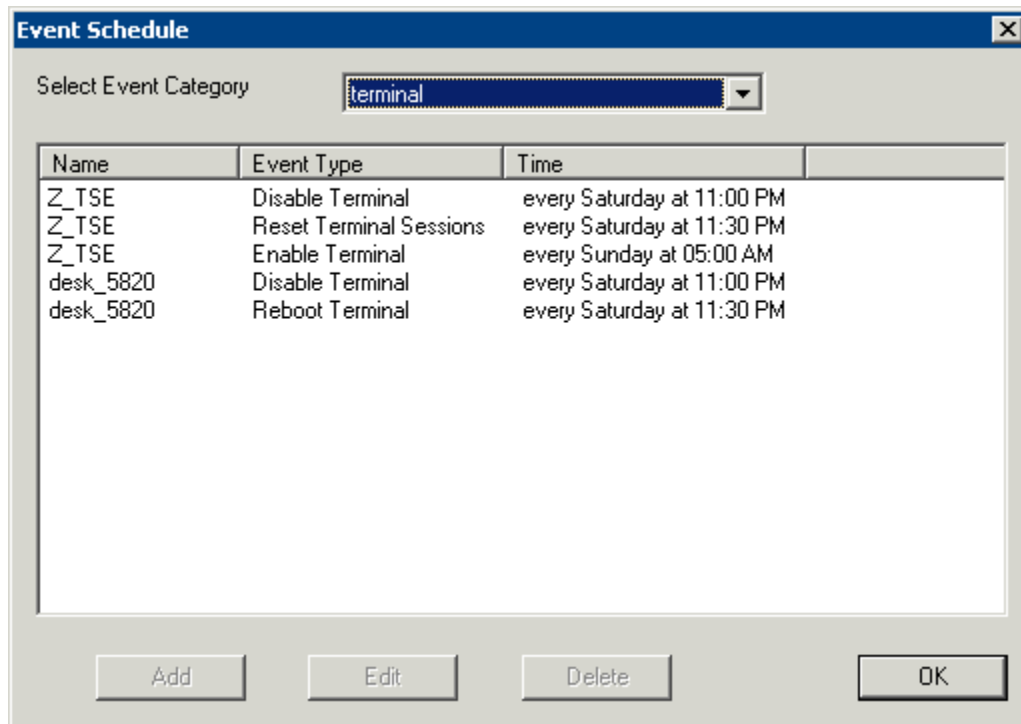 Event Schedule
Select Event Category terminal
Name Event Type Time
Z_TSE Disable Terminal every Saturday at 11:00 PM
Z_TSE Reset Terminal Sessions every Saturday at 11:30 PM
Z_TSE Enable Terminal every Sunday at 05:00 AM
desk_5820 Disable Terminal every Saturday at 11:00 PM
desk_5820 Reboot Terminal every Saturday at 11:30 PM
Add Edit Delete OK